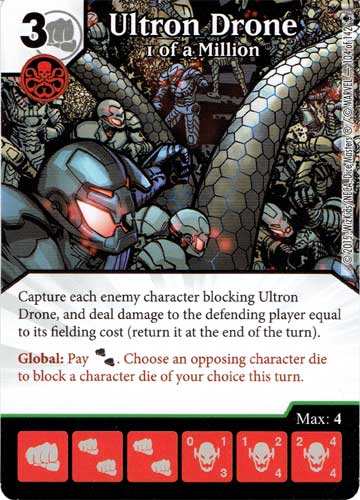 3
Ultron Drone
1 of a Million
Capture each enemy character blocking Ultron
Drone, and deal damage to the defending player equal
to its fielding cost (return it at the end of the turn).
Global: Pay . Choose an opposing character die
to block a character die of your choice this turn.
Max: 4
0 1 3
1 2 4
2 4 4